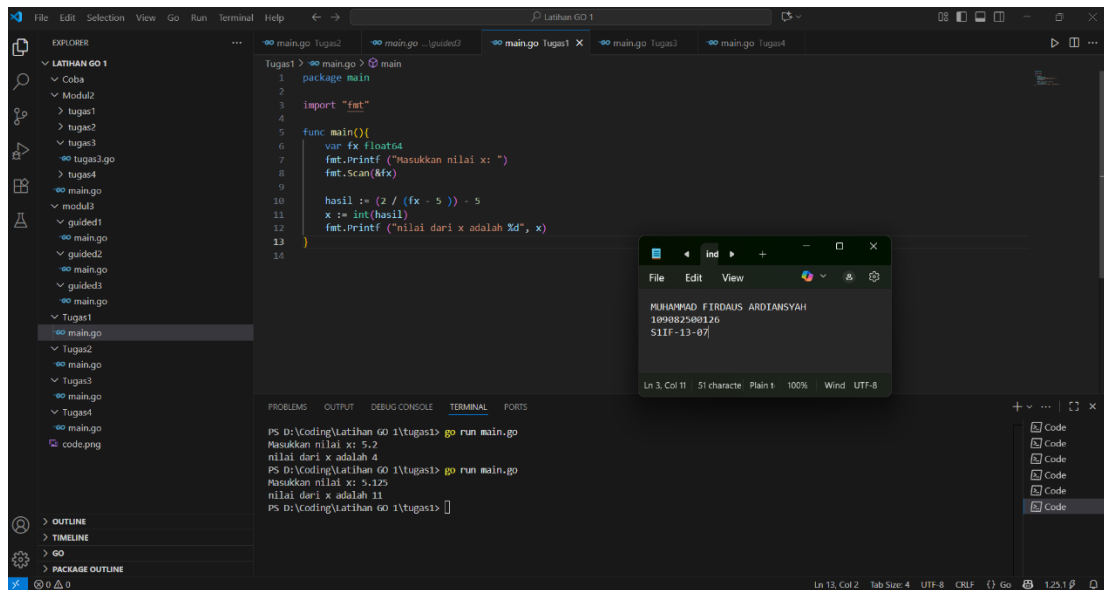 File Edit Selection View Go Run Terminal Help
Latihan GO 1
EXPLORER
main.go Tugas2 main.go ...\guided3 main.go Tugas1 main.go Tugas3 main.go Tugas4
LATIHAN GO 1
Coba
Modul2
tugas1
tugas2
tugas3
tugas3.go
tugas4
main.go
modul3
guided1
main.go
guided2
main.go
guided3
main.go
Tugas1
main.go
Tugas2
main.go
Tugas3
main.go
Tugas4
main.go
code.png
OUTLINE
TIMELINE
GO
PACKAGE OUTLINE
Tugas1 > main.go > main
1 package main
2
3 import "fmt"
4
5 func main(){
6 var fx float64
7 fmt.Printf ("Masukkan nilai x: ")
8 fmt.Scan(&fx)
9
10 hasil := (2 / (fx - 5 )) - 5
11 x := int(hasil)
12 fmt.Printf ("nilai dari x adalah %d", x)
13 }
14
ind
File Edit View
MUHAMMAD FIRDAUS ARDIANSYAH
109082500126
S1IF-13-07
Ln 3, Col 11 51 characte Plain t 100% Wind UTF-8
PROBLEMS OUTPUT DEBUG CONSOLE TERMINAL PORTS
PS D:\Coding\Latihan GO 1\tugas1> go run main.go
Masukkan nilai x: 5.2
nilai dari x adalah 4
PS D:\Coding\Latihan GO 1\tugas1> go run main.go
Masukkan nilai x: 5.125
nilai dari x adalah 11
PS D:\Coding\Latihan GO 1\tugas1>
Code
Code
Code
Code
Code
Code
0 0 Ln 13, Col 2 Tab Size: 4 UTF-8 CRLF {} Go 1.25.1